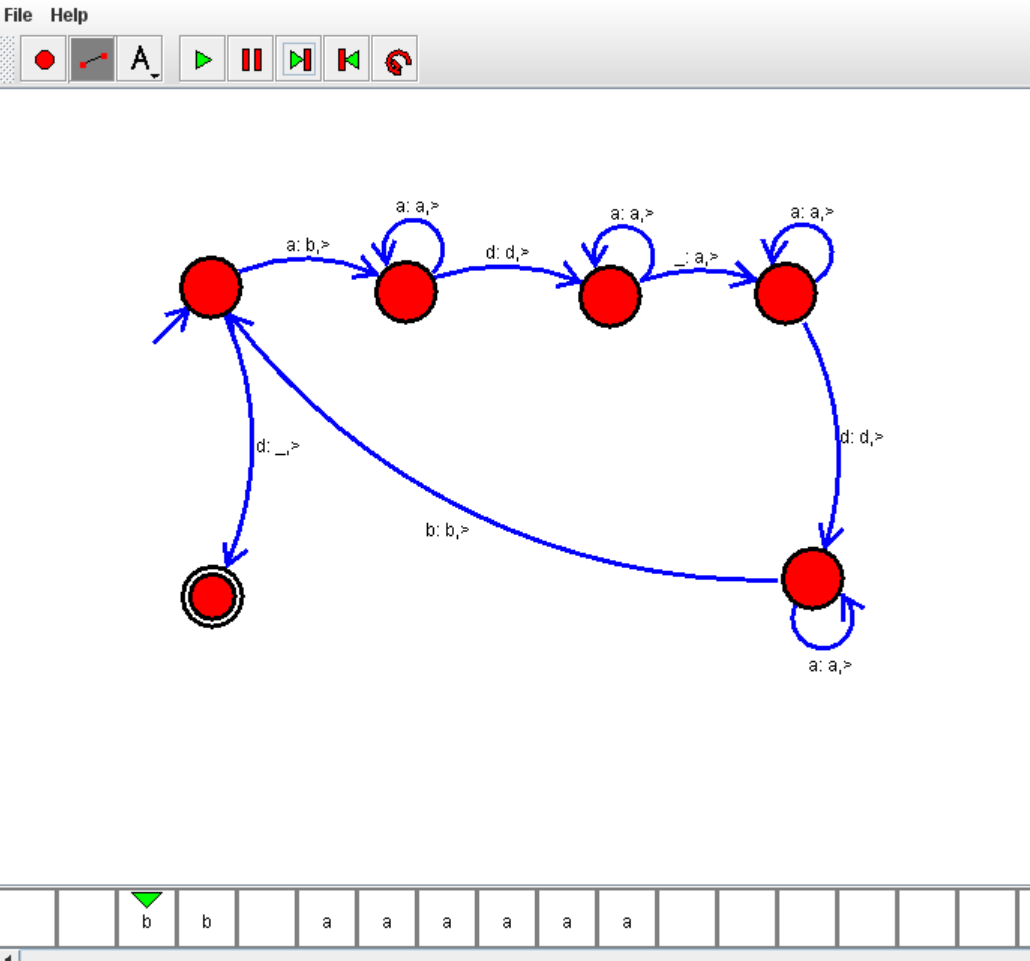 File Help
A
a: a,>
a: a,>
a: a,>
a: b,>
d: d,>
_: a,>
d: d,>
d: _,>
b: b,>
a: a,>
b b a a a a a a